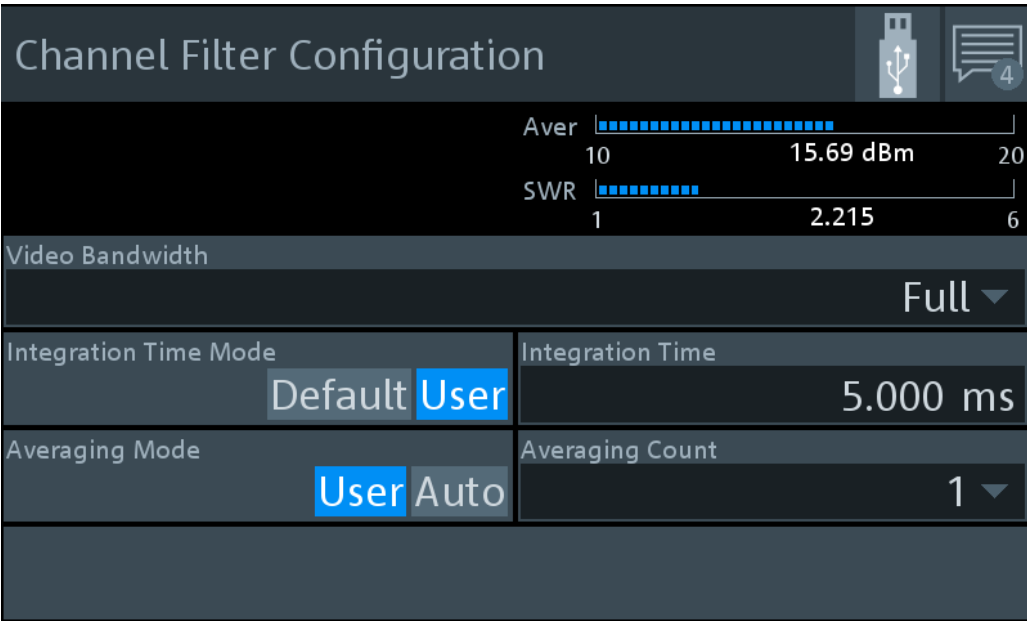 Channel Filter Configuration
4
Aver
10 15.69 dBm 20
SWR
1 2.215 6
Video Bandwidth
Full
Integration Time Mode Integration Time
Default User 5.000 ms
Averaging Mode Averaging Count
User Auto 1